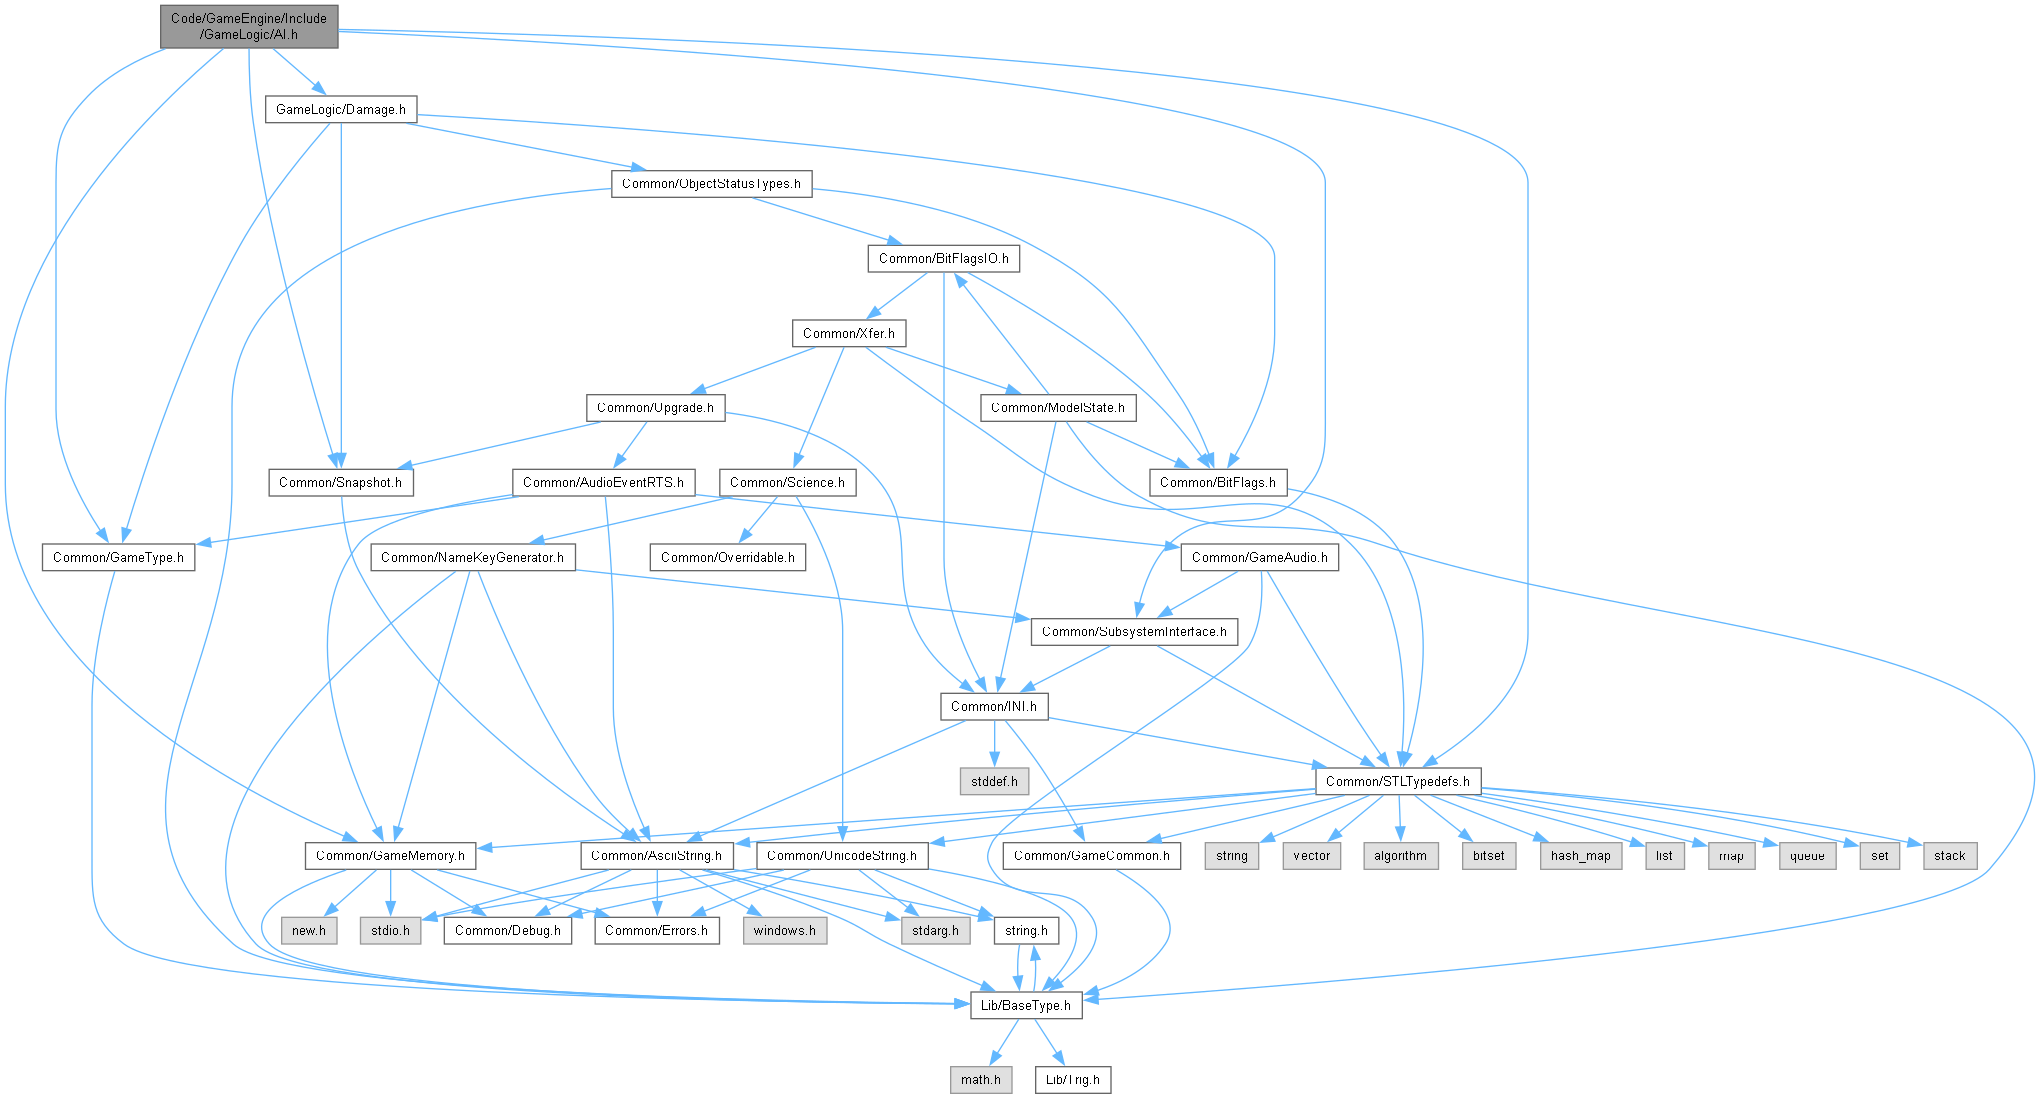 Code/GameEngine/Include
/GameLogic/AI.h
GameLogic/Damage.h
Common/ObjectStatusTypes.h
Common/BitFlagsIO.h
Common/Xfer.h
Common/Upgrade.h
Common/ModelState.h
Common/Snapshot.h
Common/AudioEventRTS.h
Common/Science.h
Common/BitFlags.h
Common/GameType.h
Common/NameKeyGenerator.h
Common/Overridable.h
Common/GameAudio.h
Common/SubsystemInterface.h
Common/INI.h
stddef.h
Common/STLTypedefs.h
Common/GameMemory.h
Common/AsciiString.h
Common/UnicodeString.h
Common/GameCommon.h
string
vector
algorithm
bitset
hash_map
list
map
queue
set
stack
new.h
stdio.h
Common/Debug.h
Common/Errors.h
windows.h
stdarg.h
string.h
Lib/BaseType.h
math.h
Lib/Trig.h